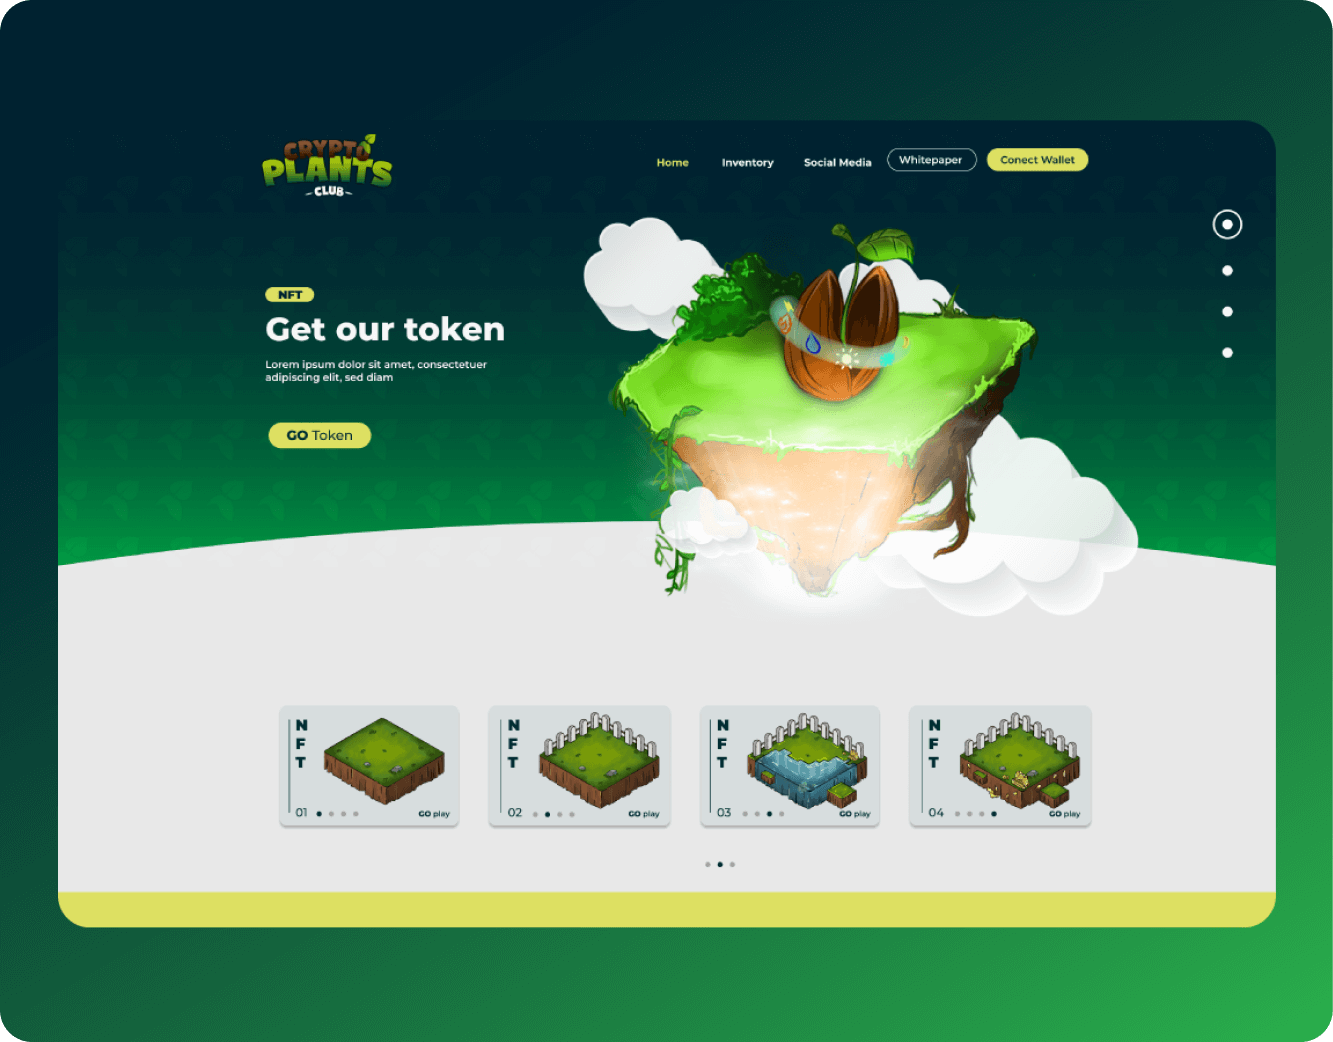 CRYPTO
PLANTS
CLUB
Home
Inventory
Social Media
Whitepaper
Conect Wallet
NFT
Get our token
Lorem ipsum dolor sit amet, consectetuer
adipiscing elit, sed diam
GO Token
N
F
T
01
GO play
N
F
T
02
GO play
N
F
T
03
GO play
N
F
T
04
GO play